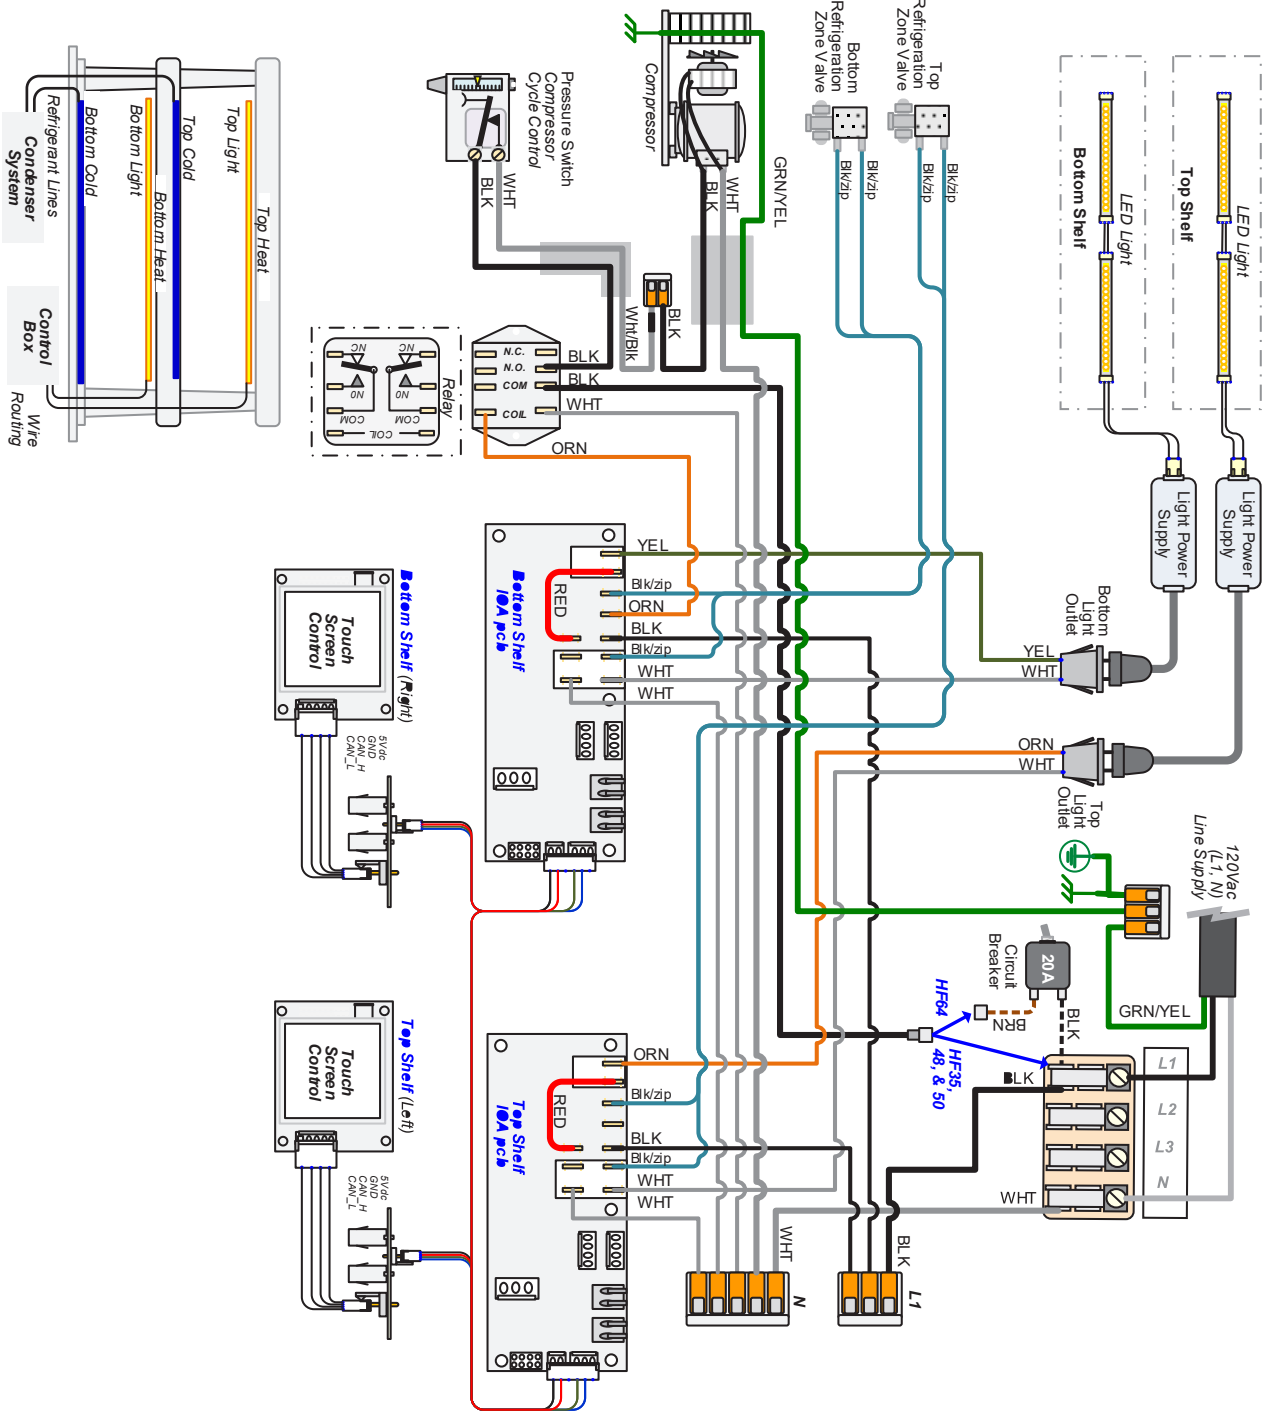 Top
Refrigeration
Zone Valve
Bottom
Refrigeration
Zone Valve
Blk/zip
Blk/zip
Blk/zip
Blk/zip
Compressor
GRN/YEL
WHT
BLK
Pressure Switch
Compressor
Cycle Control
WHT
BLK
LED Light
Top Shelf
LED Light
Bottom Shelf
Top Light
Top Heat
Top Cold
Bottom Heat
Bottom Light
Bottom Cold
Refrigerant Lines
Condenser
System
Control
Box
Wire
Routing
Wht/Blk
BLK
N.C.
N.O.
COM
COIL
BLK
BLK
WHT
ORN
NC
NC
NO
NO
COM
COM
COIL
Relay
Light Power
Supply
Light Power
Supply
Bottom
Light
Outlet
YEL
WHT
Top
Light
Outlet
ORN
WHT
YEL
Blk/zip
RED
ORN
BLK
Blk/zip
WHT
WHT
Bottom Shelf
IOA pcb
Touch
Screen
Control
Bottom Shelf (Right)
5Vdc
GND
CAN_H
CAN_L
120Vac
(L1, N)
Line Supply
GRN/YEL
20A
Circuit
Breaker
BLK
BRN
HF64
HF35,
48, & 50
BLK
L1
L2
L3
N
WHT
ORN
Blk/zip
RED
BLK
Blk/zip
WHT
WHT
Top Shelf
IOA pcb
Touch
Screen
Control
Top Shelf (Left)
5Vdc
GND
CAN_H
CAN_L
WHT
N
BLK
L1